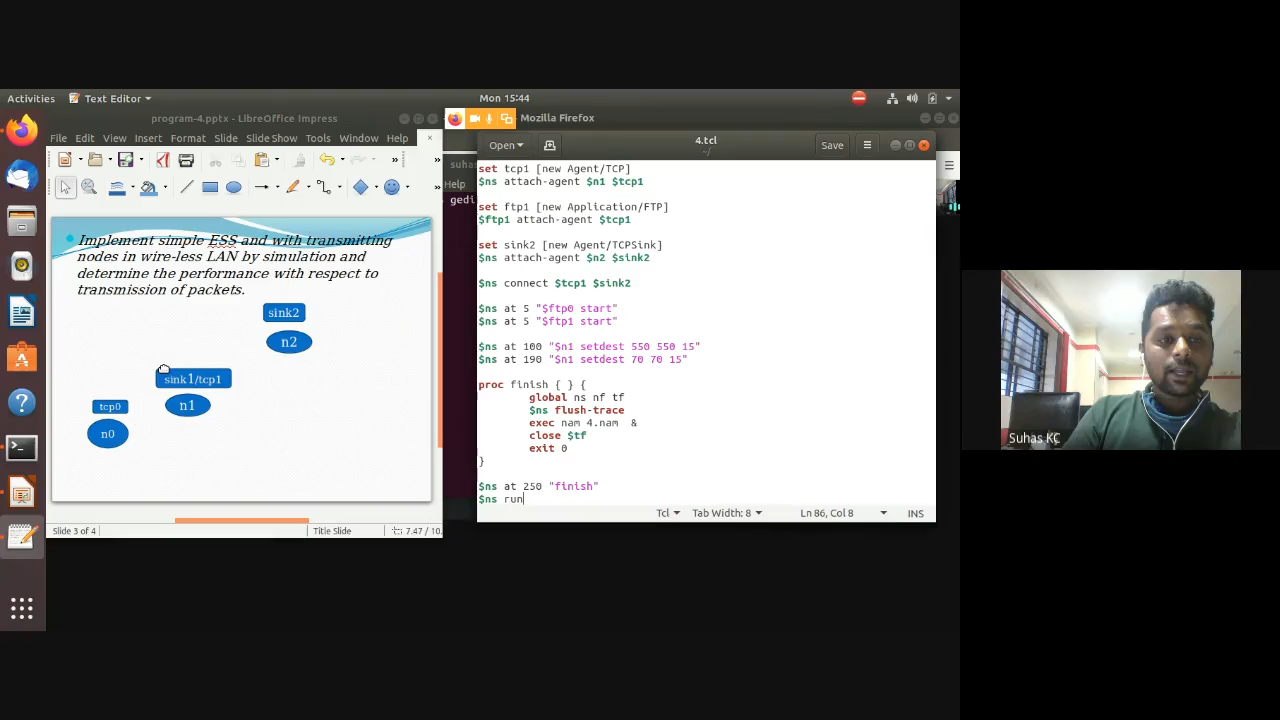 Activities
Text Editor
Mon 15:44
program-4.pptx - LibreOffice Impress
File Edit View Insert Format Slide Slide Show Tools Window Help
Implement simple ESS and with transmitting
nodes in wire-less LAN by simulation and
determine the performance with respect to
transmission of packets.
sink2
n2
sink1/tcp1
n1
tcp0
n0
Slide 3 of 4
Title Slide
7.47 / 10.
Mozilla Firefox
suhas
Help
gedi
Open
4.tcl
~/
Save
set tcp1 [new Agent/TCP]
$ns attach-agent $n1 $tcp1
set ftp1 [new Application/FTP]
$ftp1 attach-agent $tcp1
set sink2 [new Agent/TCPSink]
$ns attach-agent $n2 $sink2
$ns connect $tcp1 $sink2
$ns at 5 "$ftp0 start"
$ns at 5 "$ftp1 start"
$ns at 100 "$n1 setdest 550 550 15"
$ns at 190 "$n1 setdest 70 70 15"
proc finish { } {
global ns nf tf
$ns flush-trace
exec nam 4.nam &
close $tf
exit 0
}
$ns at 250 "finish"
$ns run
Tcl
Tab Width: 8
Ln 86, Col 8
INS
Suhas KC